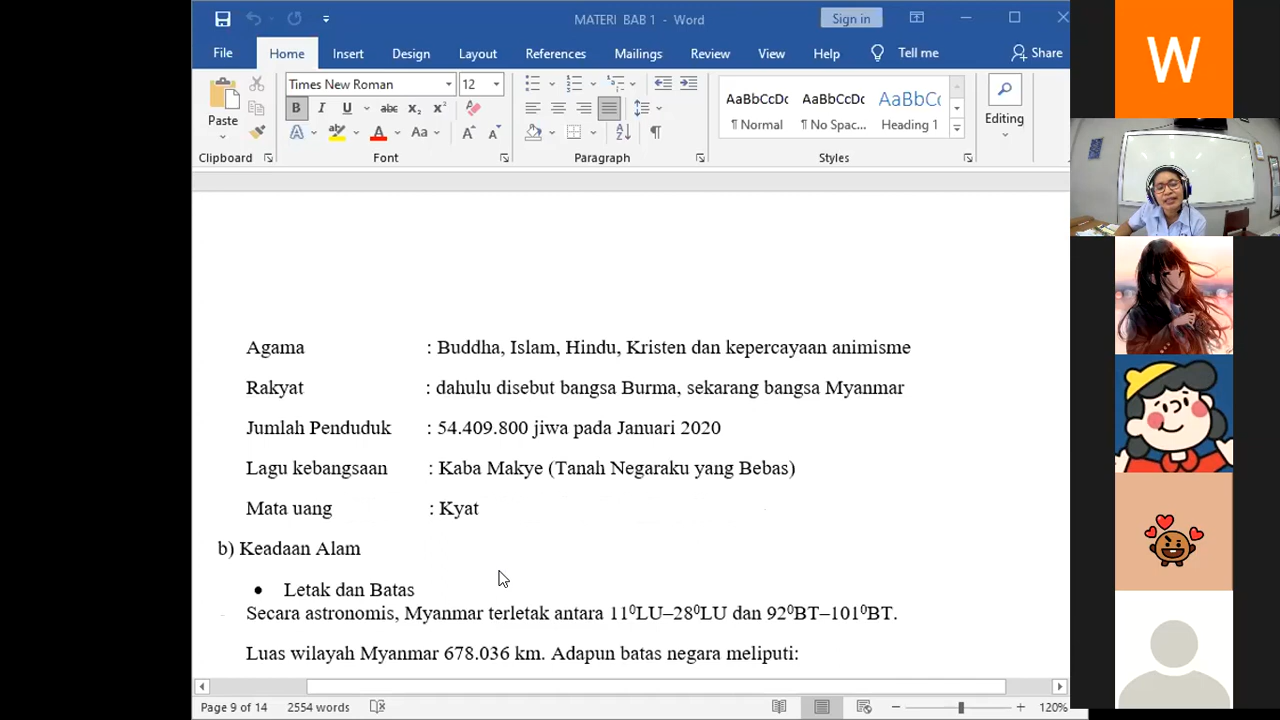 MATERI BAB 1 - Word
Sign in
File Home Insert Design Layout References Mailings Review View Help Tell me Share
Times New Roman 12
Paste
B I U abc x₂ x²
A A Aa A A
AaBbCcDc AaBbCcDc AaBbCc
¶ Normal ¶ No Spac... Heading 1
Editing
Clipboard Font Paragraph Styles
Agama : Buddha, Islam, Hindu, Kristen dan kepercayaan animisme
Rakyat : dahulu disebut bangsa Burma, sekarang bangsa Myanmar
Jumlah Penduduk : 54.409.800 jiwa pada Januari 2020
Lagu kebangsaan : Kaba Makye (Tanah Negaraku yang Bebas)
Mata uang : Kyat
b) Keadaan Alam
• Letak dan Batas
Secara astronomis, Myanmar terletak antara 11⁰LU–28⁰LU dan 92⁰BT–101⁰BT.
Luas wilayah Myanmar 678.036 km. Adapun batas negara meliputi:
Page 9 of 14 2554 words 120%
W